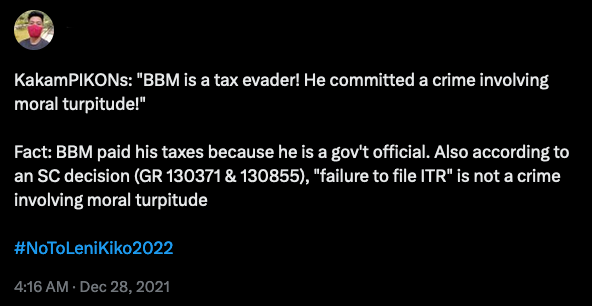 KakamPIKONs: "BBM is a tax evader! He committed a crime involving
moral turpitude!"
Fact: BBM paid his taxes because he is a gov't official. Also according to
an SC decision (GR 130371 & 130855), "failure to file ITR" is not a crime
involving moral turpitude
#NoToLeniKiko2022
4:16 AM · Dec 28, 2021